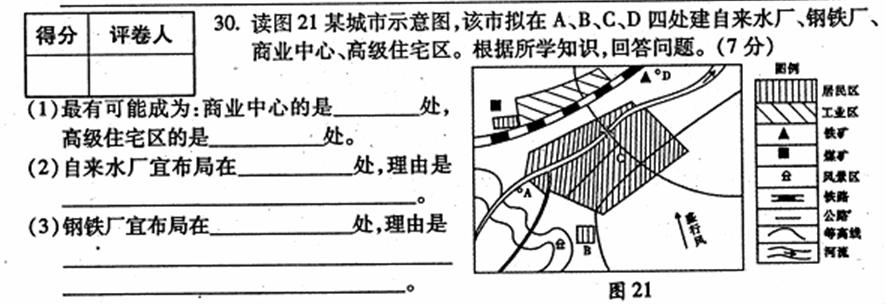 得分 评卷人
30. 读图21某城市示意图,该市拟在A、B、C、D四处建自来水厂、钢铁厂、
商业中心、高级住宅区。根据所学知识,回答问题。(7分)
(1)最有可能成为:商业中心的是________处,
高级住宅区的是________处。
(2)自来水厂宜布局在________处,理由是
________________。
(3)钢铁厂宜布局在________处,理由是
________________
________________。
D
C
A
B
盛行风
图例
居民区
工业区
铁矿
煤矿
风景区
铁路
公路
等高线
河流
图21